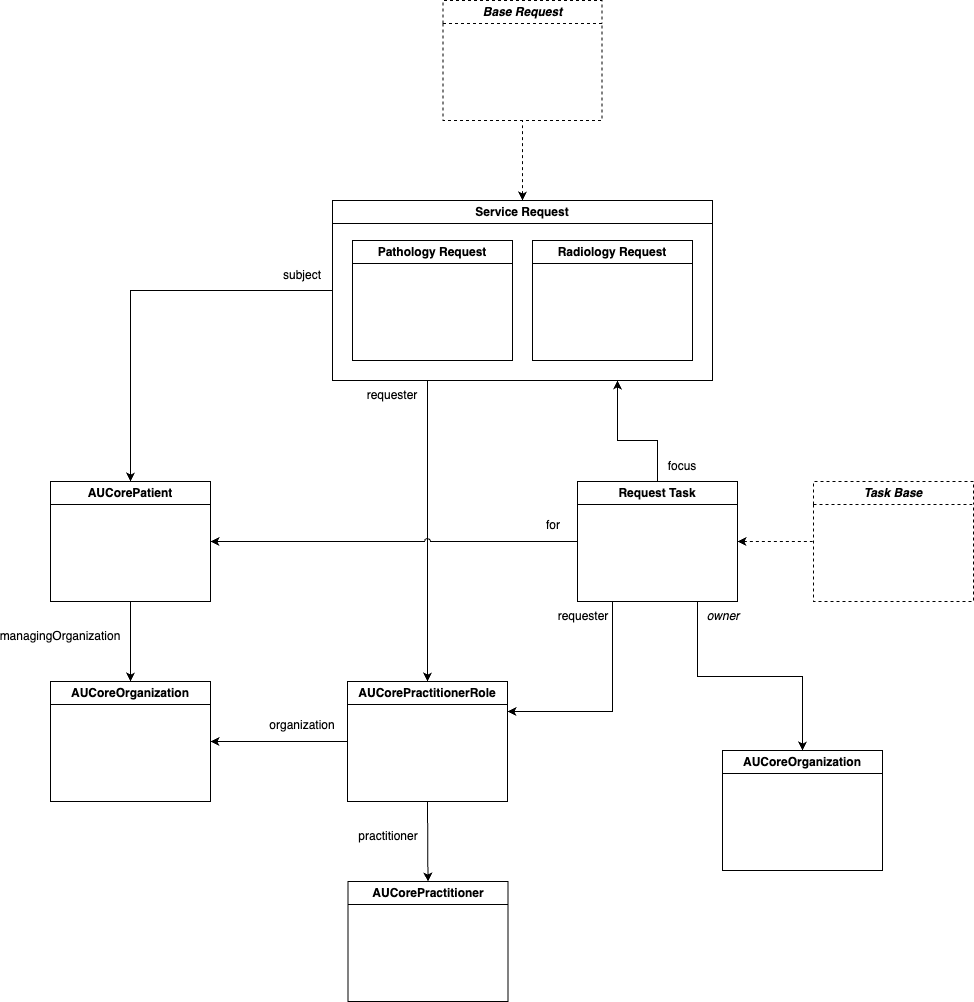 Base Request
Service Request
Pathology Request
Radiology Request
subject
requester
focus
AUCorePatient
Request Task
Task Base
for
requester
owner
managingOrganization
AUCoreOrganization
AUCorePractitionerRole
organization
AUCoreOrganization
practitioner
AUCorePractitioner